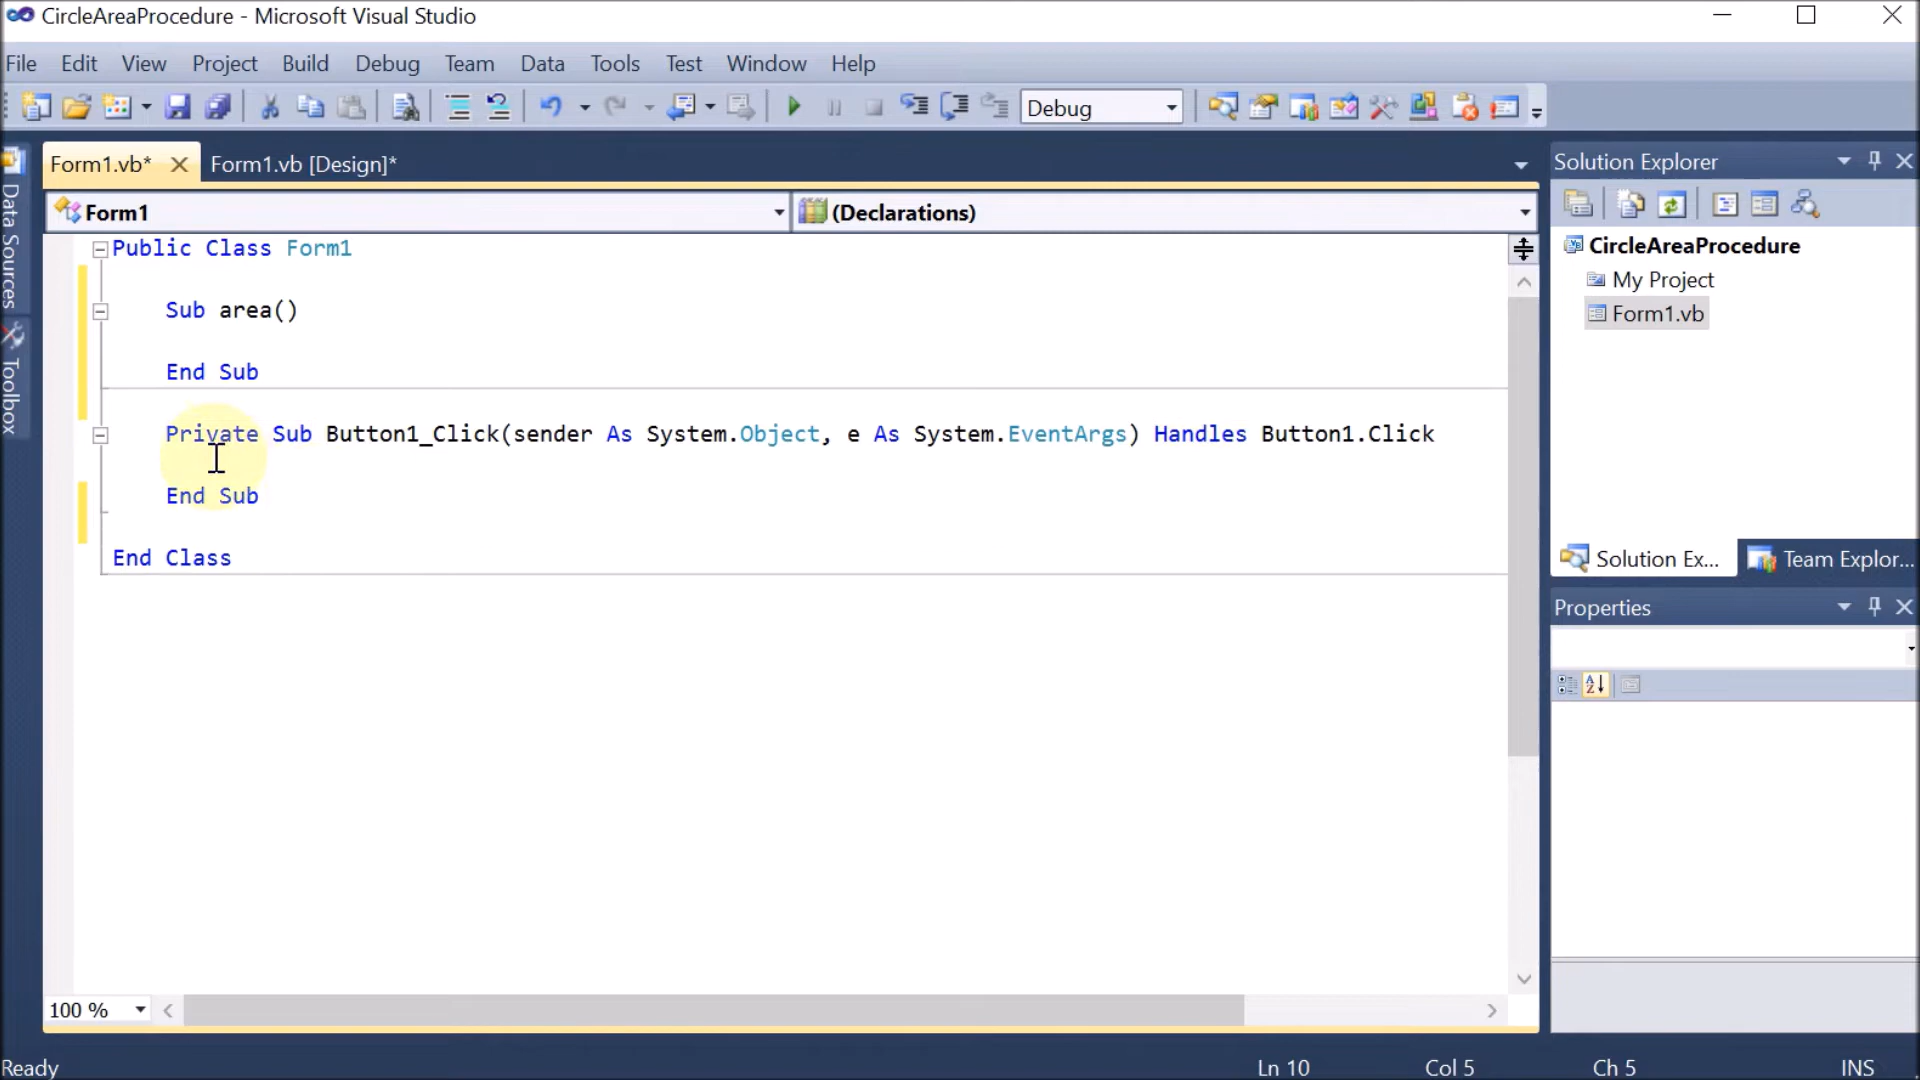 CircleAreaProcedure - Microsoft Visual Studio
File Edit View Project Build Debug Team Data Tools Test Window Help
Debug
Form1.vb* Form1.vb [Design]*
Form1 (Declarations)
Public Class Form1
Sub area()
End Sub
Private Sub Button1_Click(sender As System.Object, e As System.EventArgs) Handles Button1.Click
End Sub
End Class
Data Sources
Toolbox
Solution Explorer
CircleAreaProcedure
My Project
Form1.vb
Solution Ex... Team Explor...
Properties
100 %
Ready Ln 10 Col 5 Ch 5 INS